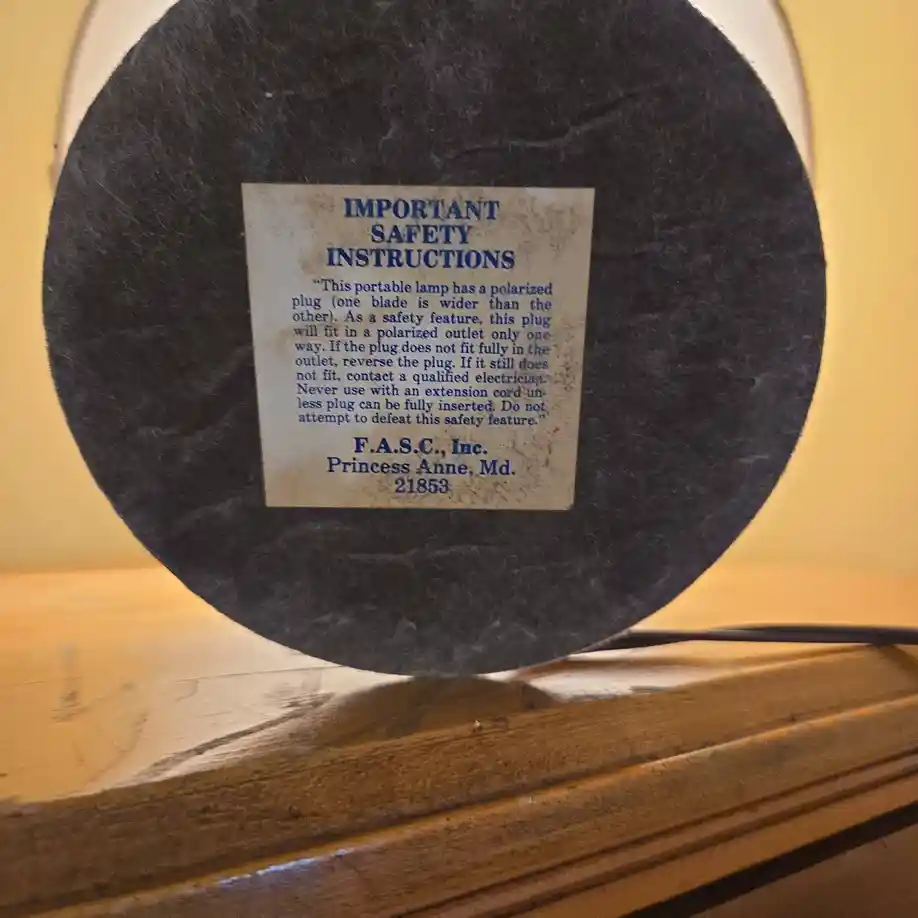 IMPORTANT
SAFETY
INSTRUCTIONS
"This portable lamp has a polarized
plug (one blade is wider than the
other). As a safety feature, this plug
will fit in a polarized outlet only one
way. If the plug does not fit fully in the
outlet, reverse the plug. If it still does
not fit, contact a qualified electrician.
Never use with an extension cord un-
less plug can be fully inserted. Do not
attempt to defeat this safety feature."
F.A.S.C., Inc.
Princess Anne, Md.
21853